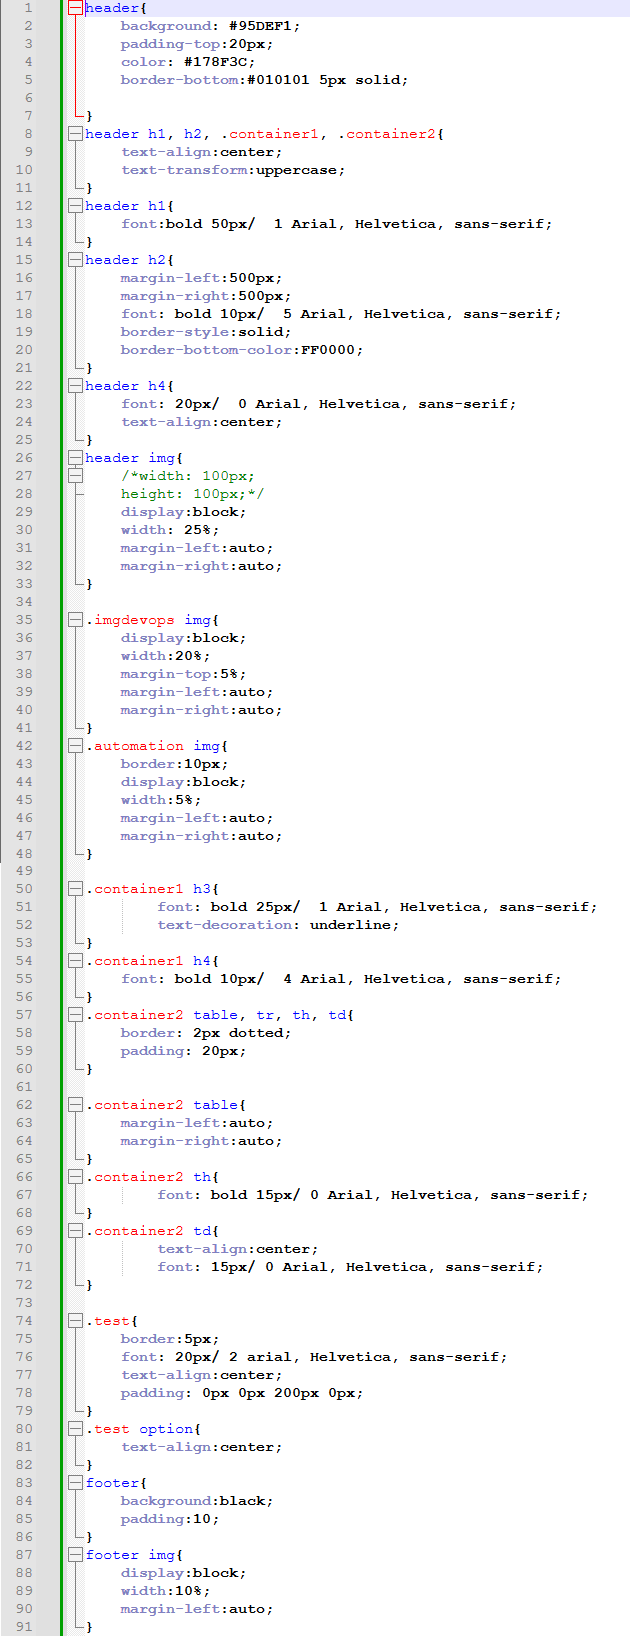 1 header{
2     background: #95DEF1;
3     padding-top:20px;
4     color: #178F3C;
5     border-bottom:#010101 5px solid;
6
7 }
8 header h1, h2, .container1, .container2{
9     text-align:center;
10     text-transform:uppercase;
11 }
12 header h1{
13     font:bold 50px/  1 Arial, Helvetica, sans-serif;
14 }
15 header h2{
16     margin-left:500px;
17     margin-right:500px;
18     font: bold 10px/  5 Arial, Helvetica, sans-serif;
19     border-style:solid;
20     border-bottom-color:FF0000;
21 }
22 header h4{
23     font: 20px/  0 Arial, Helvetica, sans-serif;
24     text-align:center;
25 }
26 header img{
27     /*width: 100px;
28     height: 100px;*/
29     display:block;
30     width: 25%;
31     margin-left:auto;
32     margin-right:auto;
33 }
34
35 .imgdevops img{
36     display:block;
37     width:20%;
38     margin-top:5%;
39     margin-left:auto;
40     margin-right:auto;
41 }
42 .automation img{
43     border:10px;
44     display:block;
45     width:5%;
46     margin-left:auto;
47     margin-right:auto;
48 }
49
50 .container1 h3{
51         font: bold 25px/  1 Arial, Helvetica, sans-serif;
52         text-decoration: underline;
53 }
54 .container1 h4{
55     font: bold 10px/  4 Arial, Helvetica, sans-serif;
56 }
57 .container2 table, tr, th, td{
58     border: 2px dotted;
59     padding: 20px;
60 }
61
62 .container2 table{
63     margin-left:auto;
64     margin-right:auto;
65 }
66 .container2 th{
67         font: bold 15px/ 0 Arial, Helvetica, sans-serif;
68 }
69 .container2 td{
70         text-align:center;
71         font: 15px/ 0 Arial, Helvetica, sans-serif;
72 }
73
74 .test{
75     border:5px;
76     font: 20px/ 2 arial, Helvetica, sans-serif;
77     text-align:center;
78     padding: 0px 0px 200px 0px;
79 }
80 .test option{
81     text-align:center;
82 }
83 footer{
84     background:black;
85     padding:10;
86 }
87 footer img{
88     display:block;
89     width:10%;
90     margin-left:auto;
91 }